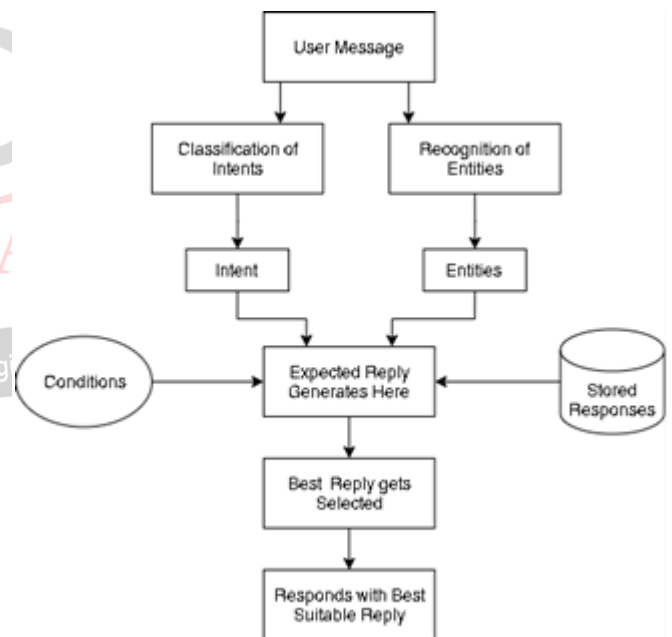 User Message
Classification of
Intents
Recognition of
Entities
Intent
Entities
Conditions
Expected Reply
Generates Here
Stored
Responses
Best Reply gets
Selected
Responds with Best
Suitable Reply